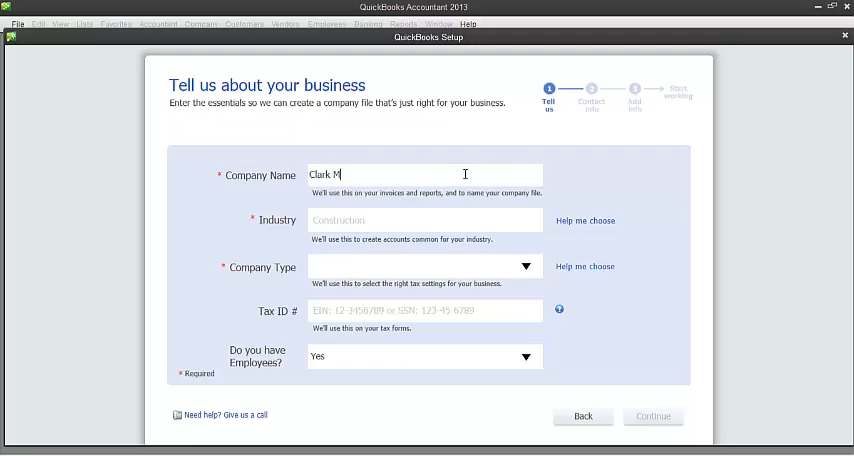 QuickBooks Accountant 2013
File Edit View Lists Favorites Accountant Company Customers Vendors Employees Banking Reports Window Help
QuickBooks Setup
Tell us about your business
Enter the essentials so we can create a company file that's just right for your business.
1 2 3 Start working
Tell us Contact info Add info
* Company Name Clark M
We'll use this on your invoices and reports, and to name your company file.
* Industry Construction Help me choose
We'll use this to create accounts common for your industry.
* Company Type Help me choose
We'll use this to select the right tax settings for your business.
Tax ID # EIN: 12-3456789 or SSN: 123-45-6789 ?
We'll use this on your tax forms.
Do you have Employees? Yes
* Required
Need help? Give us a call Back Continue